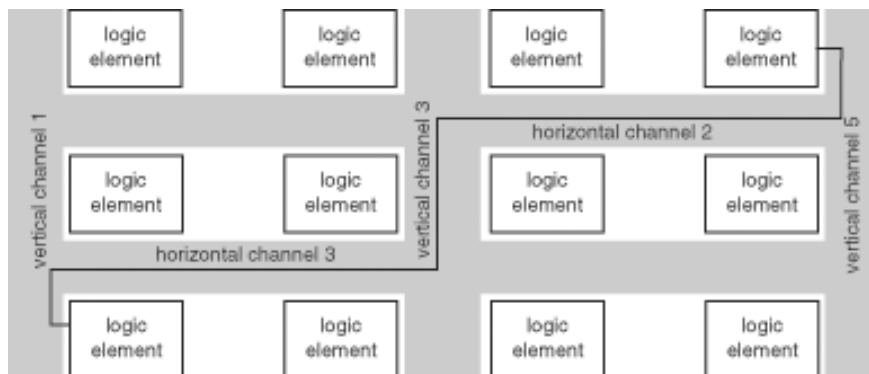 logic
element
logic
element
logic
element
logic
element
vertical channel 1
vertical channel 3
horizontal channel 2
vertical channel 5
logic
element
logic
element
logic
element
logic
element
horizontal channel 3
logic
element
logic
element
logic
element
logic
element